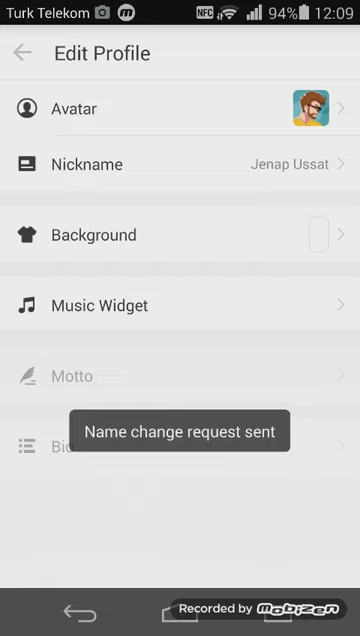 Turk Telekom NFC 94% 12:09
Edit Profile
Avatar
Nickname Jenap Ussat
Background
Music Widget
Motto
Bio
Name change request sent
Recorded by mobizen